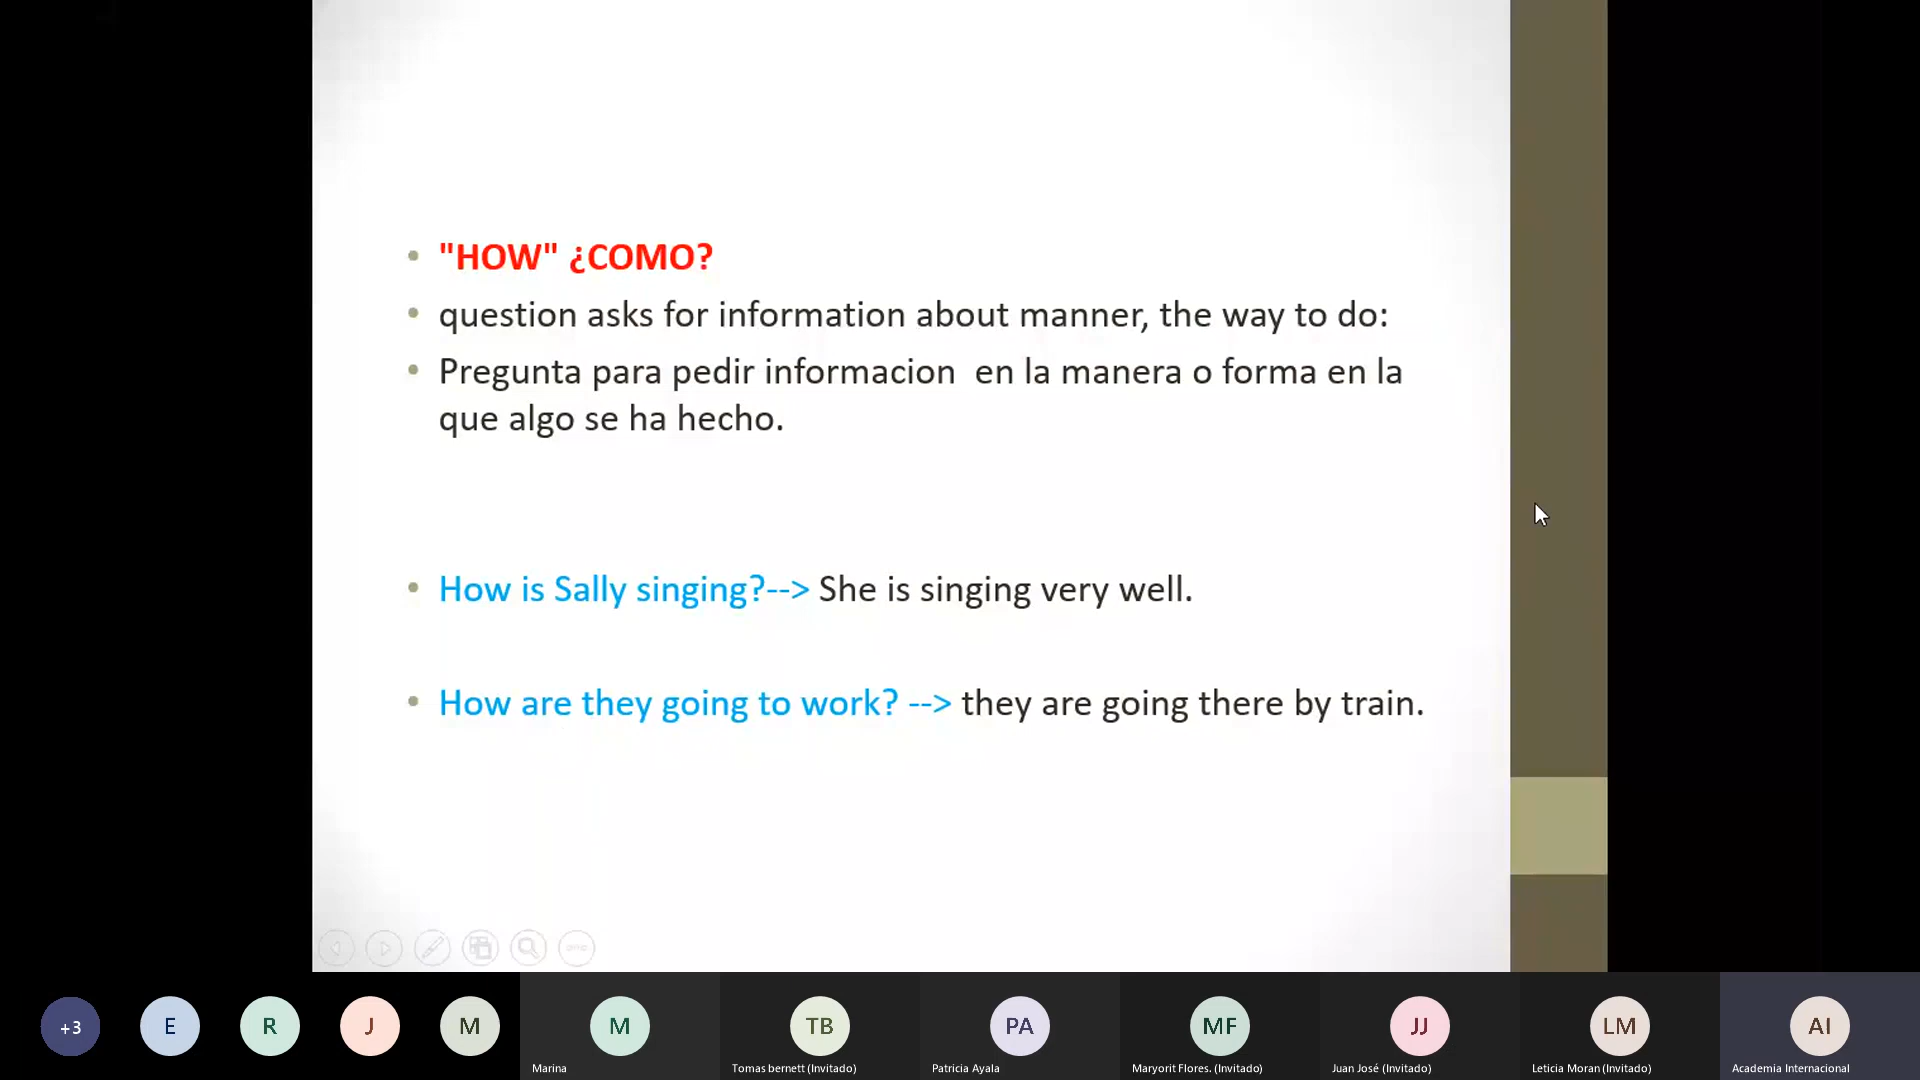 "HOW" ¿COMO?
question asks for information about manner, the way to do:
Pregunta para pedir informacion en la manera o forma en la
que algo se ha hecho.
How is Sally singing?--> She is singing very well.
How are they going to work? --> they are going there by train.
+3
E
R
J
M
M
TB
PA
MF
JJ
LM
AI
Marina
Tomas bernett (Invitado)
Patricia Ayala
Maryorit Flores. (Invitado)
Juan José (Invitado)
Leticia Moran (Invitado)
Academia Internacional